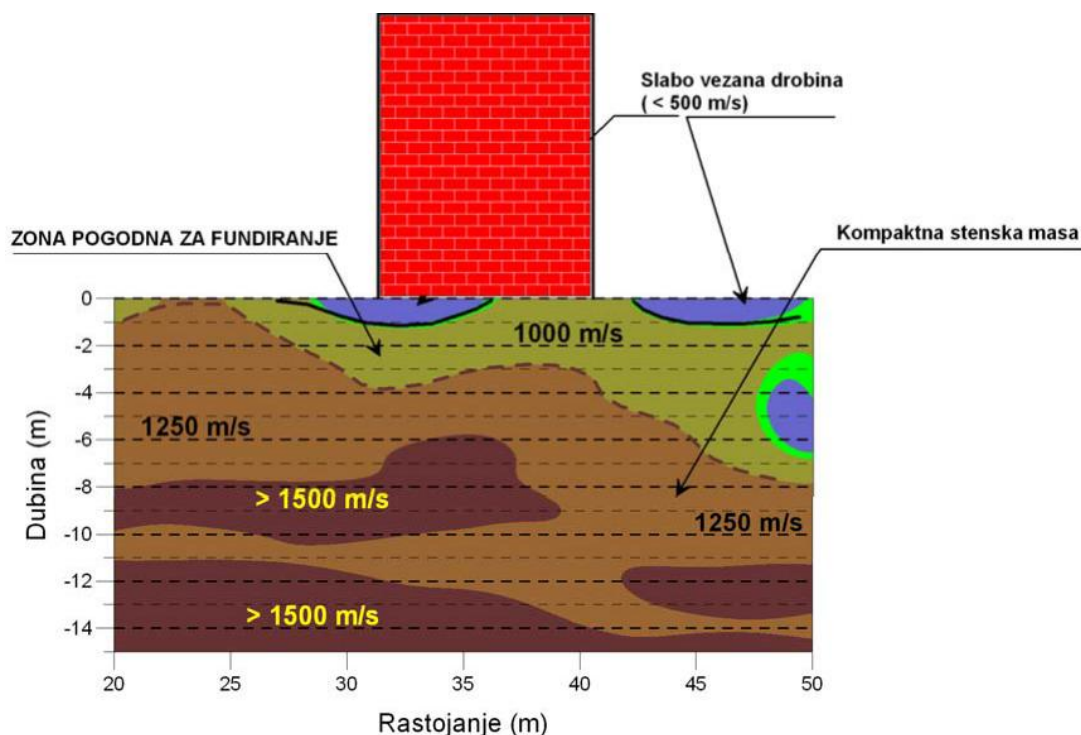 Slabo vezana drobina
( < 500 m/s)
ZONA POGODNA ZA FUNDIRANJE
Kompaktna stenska masa
0
-2
-4
-6
-8
-10
-12
-14
Dubina (m)
1000 m/s
1250 m/s
> 1500 m/s
1250 m/s
> 1500 m/s
20
25
30
35
40
45
50
Rastojanje (m)